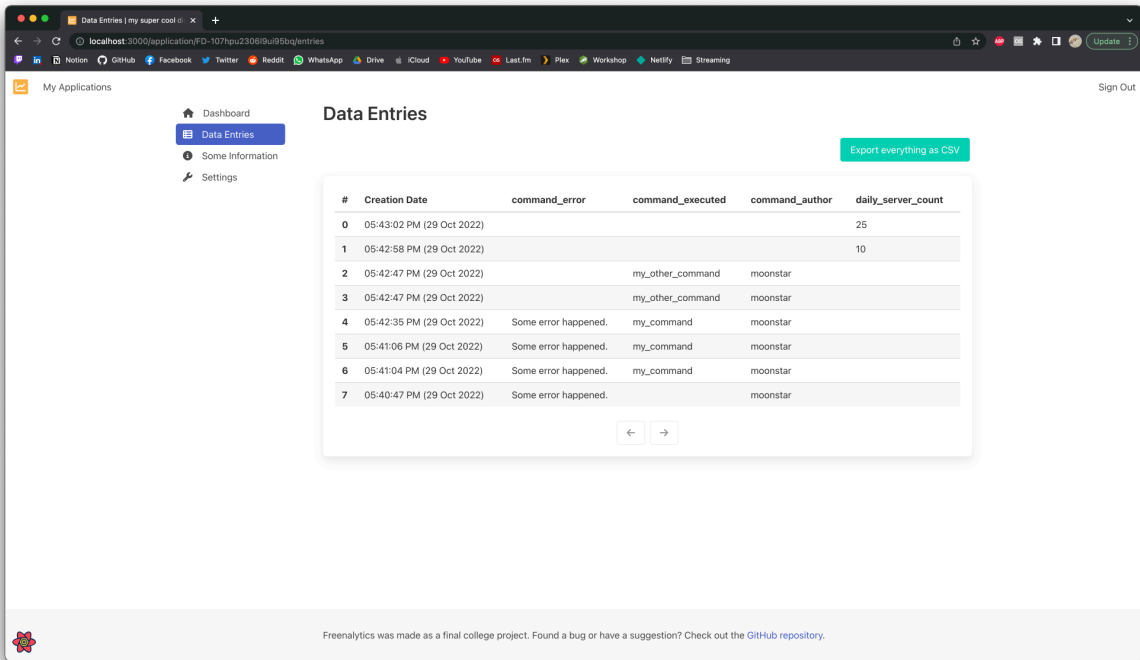 Data Entries | my super cool di
localhost:3000/application/FD-107hpu2306l9ui95bq/entries
Update
Notion GitHub Facebook Twitter Reddit WhatsApp Drive iCloud YouTube Last.fm Plex Workshop Netlify Streaming
My Applications Sign Out
Dashboard
Data Entries
Some Information
Settings
Data Entries
Export everything as CSV
# Creation Date command_error command_executed command_author daily_server_count
0 05:43:02 PM (29 Oct 2022) 25
1 05:42:58 PM (29 Oct 2022) 10
2 05:42:47 PM (29 Oct 2022) my_other_command moonstar
3 05:42:47 PM (29 Oct 2022) my_other_command moonstar
4 05:42:35 PM (29 Oct 2022) Some error happened. my_command moonstar
5 05:41:06 PM (29 Oct 2022) Some error happened. my_command moonstar
6 05:41:04 PM (29 Oct 2022) Some error happened. my_command moonstar
7 05:40:47 PM (29 Oct 2022) Some error happened. moonstar
Freenalytics was made as a final college project. Found a bug or have a suggestion? Check out the GitHub repository.